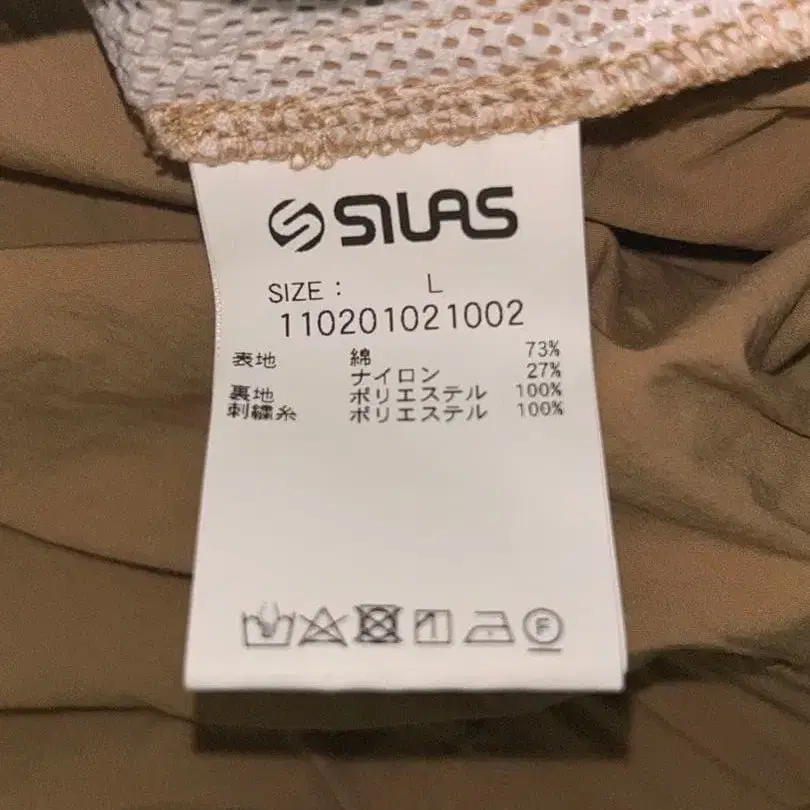 SILAS
SIZE : L
110201021002
表地 綿 73%
ナイロン 27%
裏地 ポリエステル 100%
刺繍糸 ポリエステル 100%
F